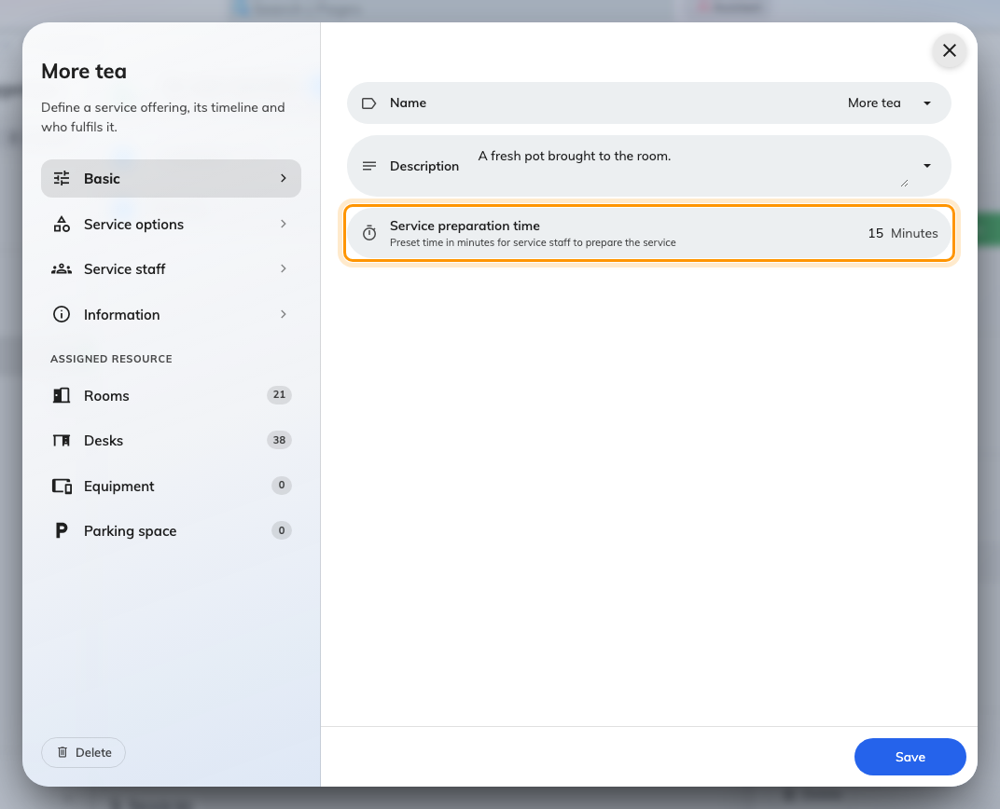 More tea
Define a service offering, its timeline and
who fulfils it.
Basic
Service options
Service staff
Information
ASSIGNED RESOURCE
Rooms 21
Desks 38
Equipment 0
Parking space 0
Delete
Name More tea
Description A fresh pot brought to the room.
Service preparation time
Preset time in minutes for service staff to prepare the service
15 Minutes
Save